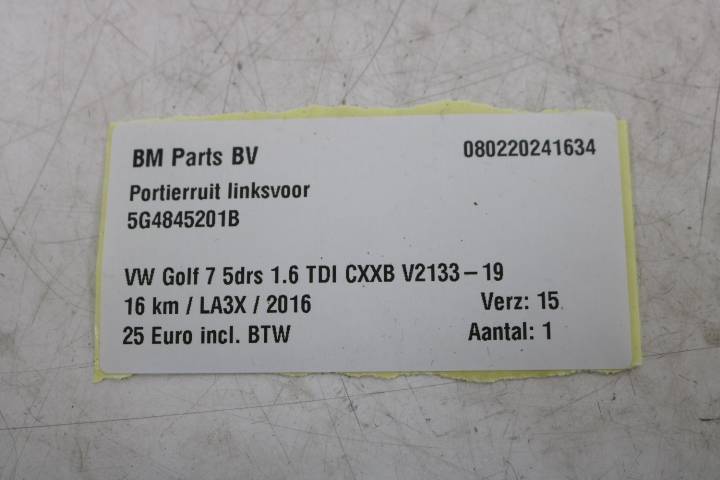 BM Parts BV 080220241634
Portierruit linksvoor
5G4845201B
VW Golf 7 5drs 1.6 TDI CXXB V2133-19
16 km / LA3X / 2016 Verz: 15
25 Euro incl. BTW Aantal: 1